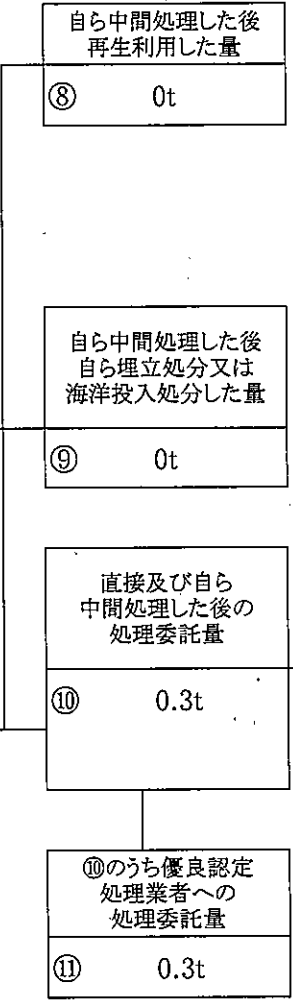 自ら中間処理した後
再生利用した量
⑧ 0t
自ら中間処理した後
自ら埋立処分又は
海洋投入処分した量
⑨ 0t
直接及び自ら
中間処理した後の
処理委託量
⑩ 0.3t
⑩のうち優良認定
処理業者への
処理委託量
⑪ 0.3t